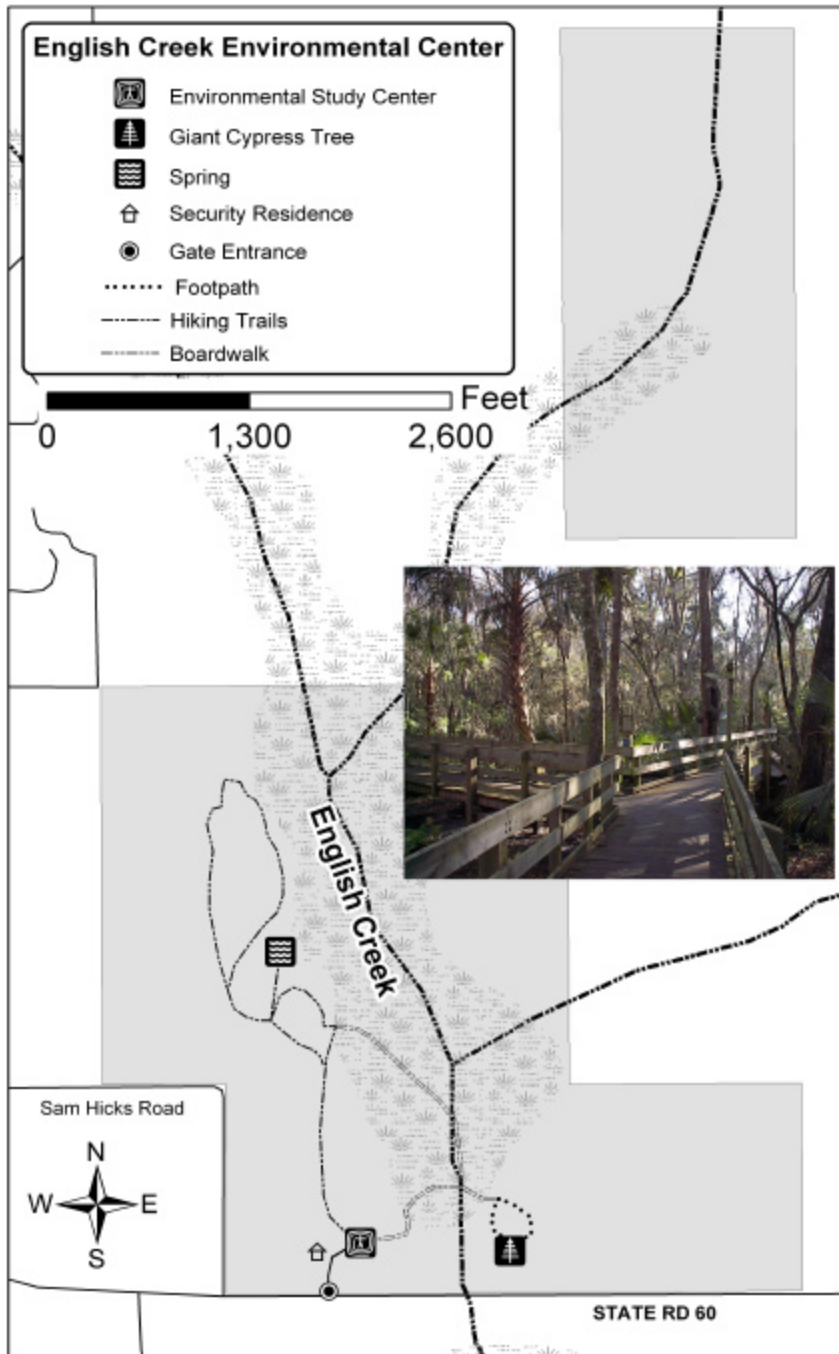 English Creek Environmental Center
Environmental Study Center
Giant Cypress Tree
Spring
Security Residence
Gate Entrance
Footpath
Hiking Trails
Boardwalk
Feet
0 1,300 2,600
English Creek
Sam Hicks Road
N
W E
S
STATE RD 60